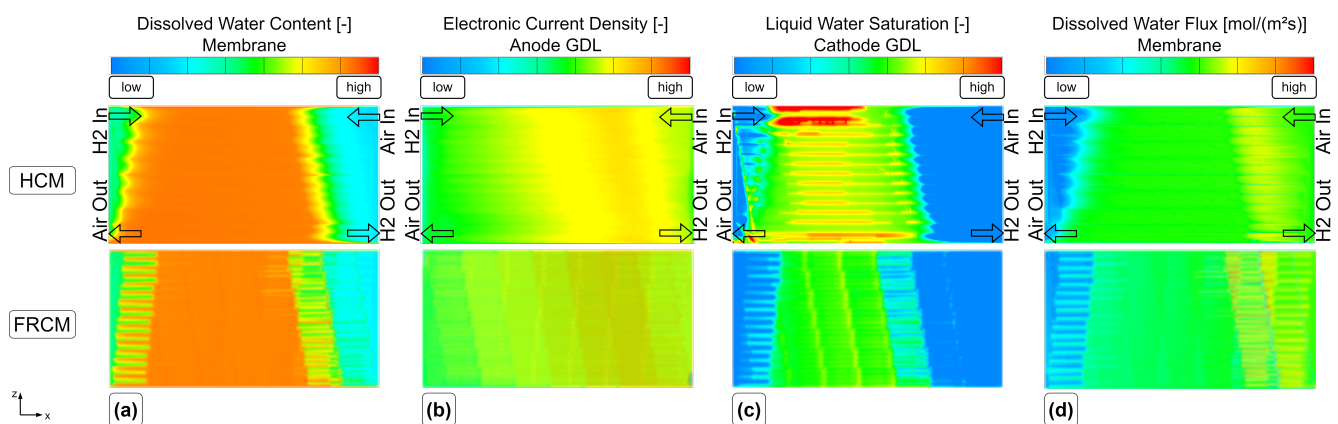 Dissolved Water Content [-]
Membrane
Electronic Current Density [-]
Anode GDL
Liquid Water Saturation [-]
Cathode GDL
Dissolved Water Flux [mol/(m²s)]
Membrane
low
high
low
high
low
high
low
high
HCM
H2 In
Air Out
Air In
H2 Out
H2 In
Air Out
Air In
H2 Out
H2 In
Air Out
Air In
H2 Out
H2 In
Air Out
Air In
H2 Out
FRCM
z
x
(a)
(b)
(c)
(d)